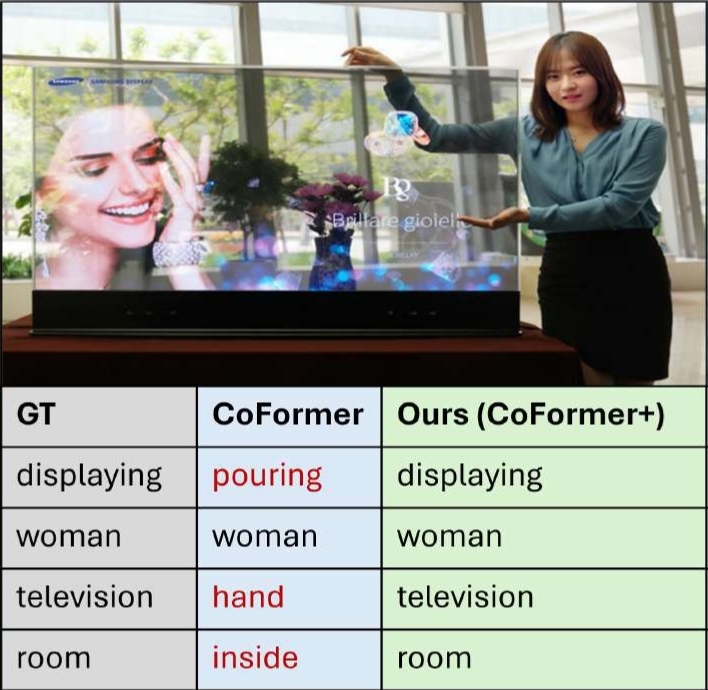 SAMSUNG SAMSUNG DISPLAY
Brillare gioielli
GT CoFormer Ours (CoFormer+)
displaying pouring displaying
woman woman woman
television hand television
room inside room